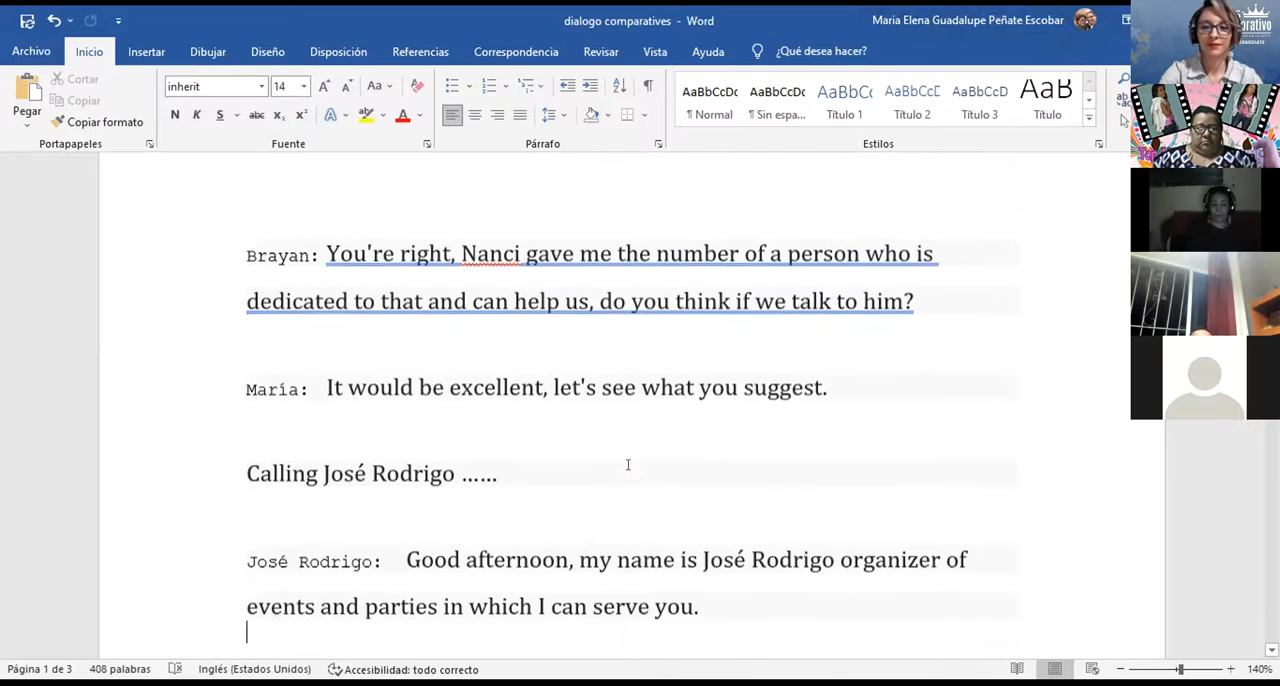 dialogo comparatives - Word
Maria Elena Guadalupe Peñate Escobar
Archivo Inicio Insertar Dibujar Diseño Disposición Referencias Correspondencia Revisar Vista Ayuda ¿Qué desea hacer?
Pegar
Cortar
Copiar
Copiar formato
Portapapeles
inherit 14
N K S abc x₂ x²
Fuente
Párrafo
AaBbCcDc AaBbCcDc AaBbCc AaBbCcD AaBbCcD AaB
¶ Normal ¶ Sin espa... Título 1 Título 2 Título 3 Título
Estilos
Brayan: You're right, Nanci gave me the number of a person who is
dedicated to that and can help us, do you think if we talk to him?
María: It would be excellent, let's see what you suggest.
Calling José Rodrigo ......
José Rodrigo: Good afternoon, my name is José Rodrigo organizer of
events and parties in which I can serve you.
Página 1 de 3 408 palabras Inglés (Estados Unidos) Accesibilidad: todo correcto 140%